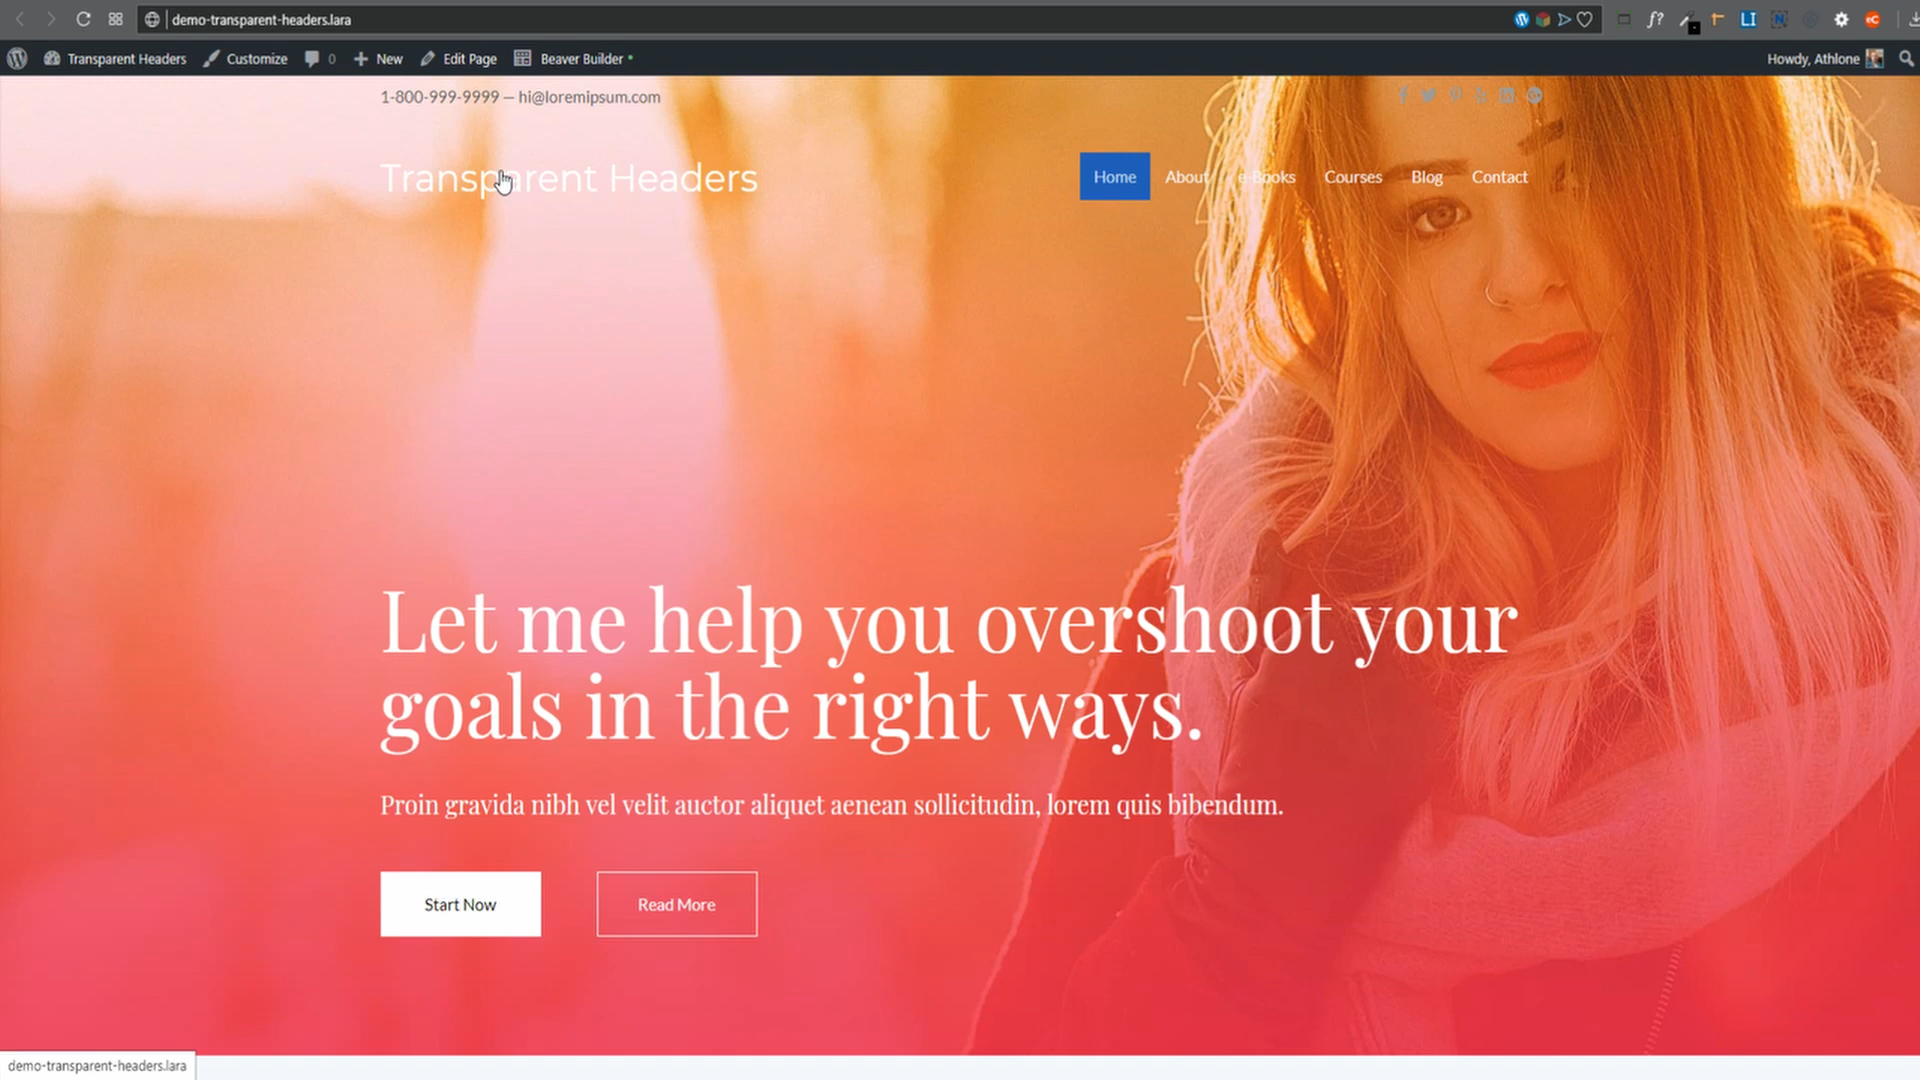 demo-transparent-headers.lara
f?
LI
N
Transparent Headers
Customize
0
New
Edit Page
Beaver Builder
Howdy, Athlone
1-800-999-9999 – hi@loremipsum.com
Transparent Headers
Home
About
e-Books
Courses
Blog
Contact
Let me help you overshoot your
goals in the right ways.
Proin gravida nibh vel velit auctor aliquet aenean sollicitudin, lorem quis bibendum.
Start Now
Read More
demo-transparent-headers.lara